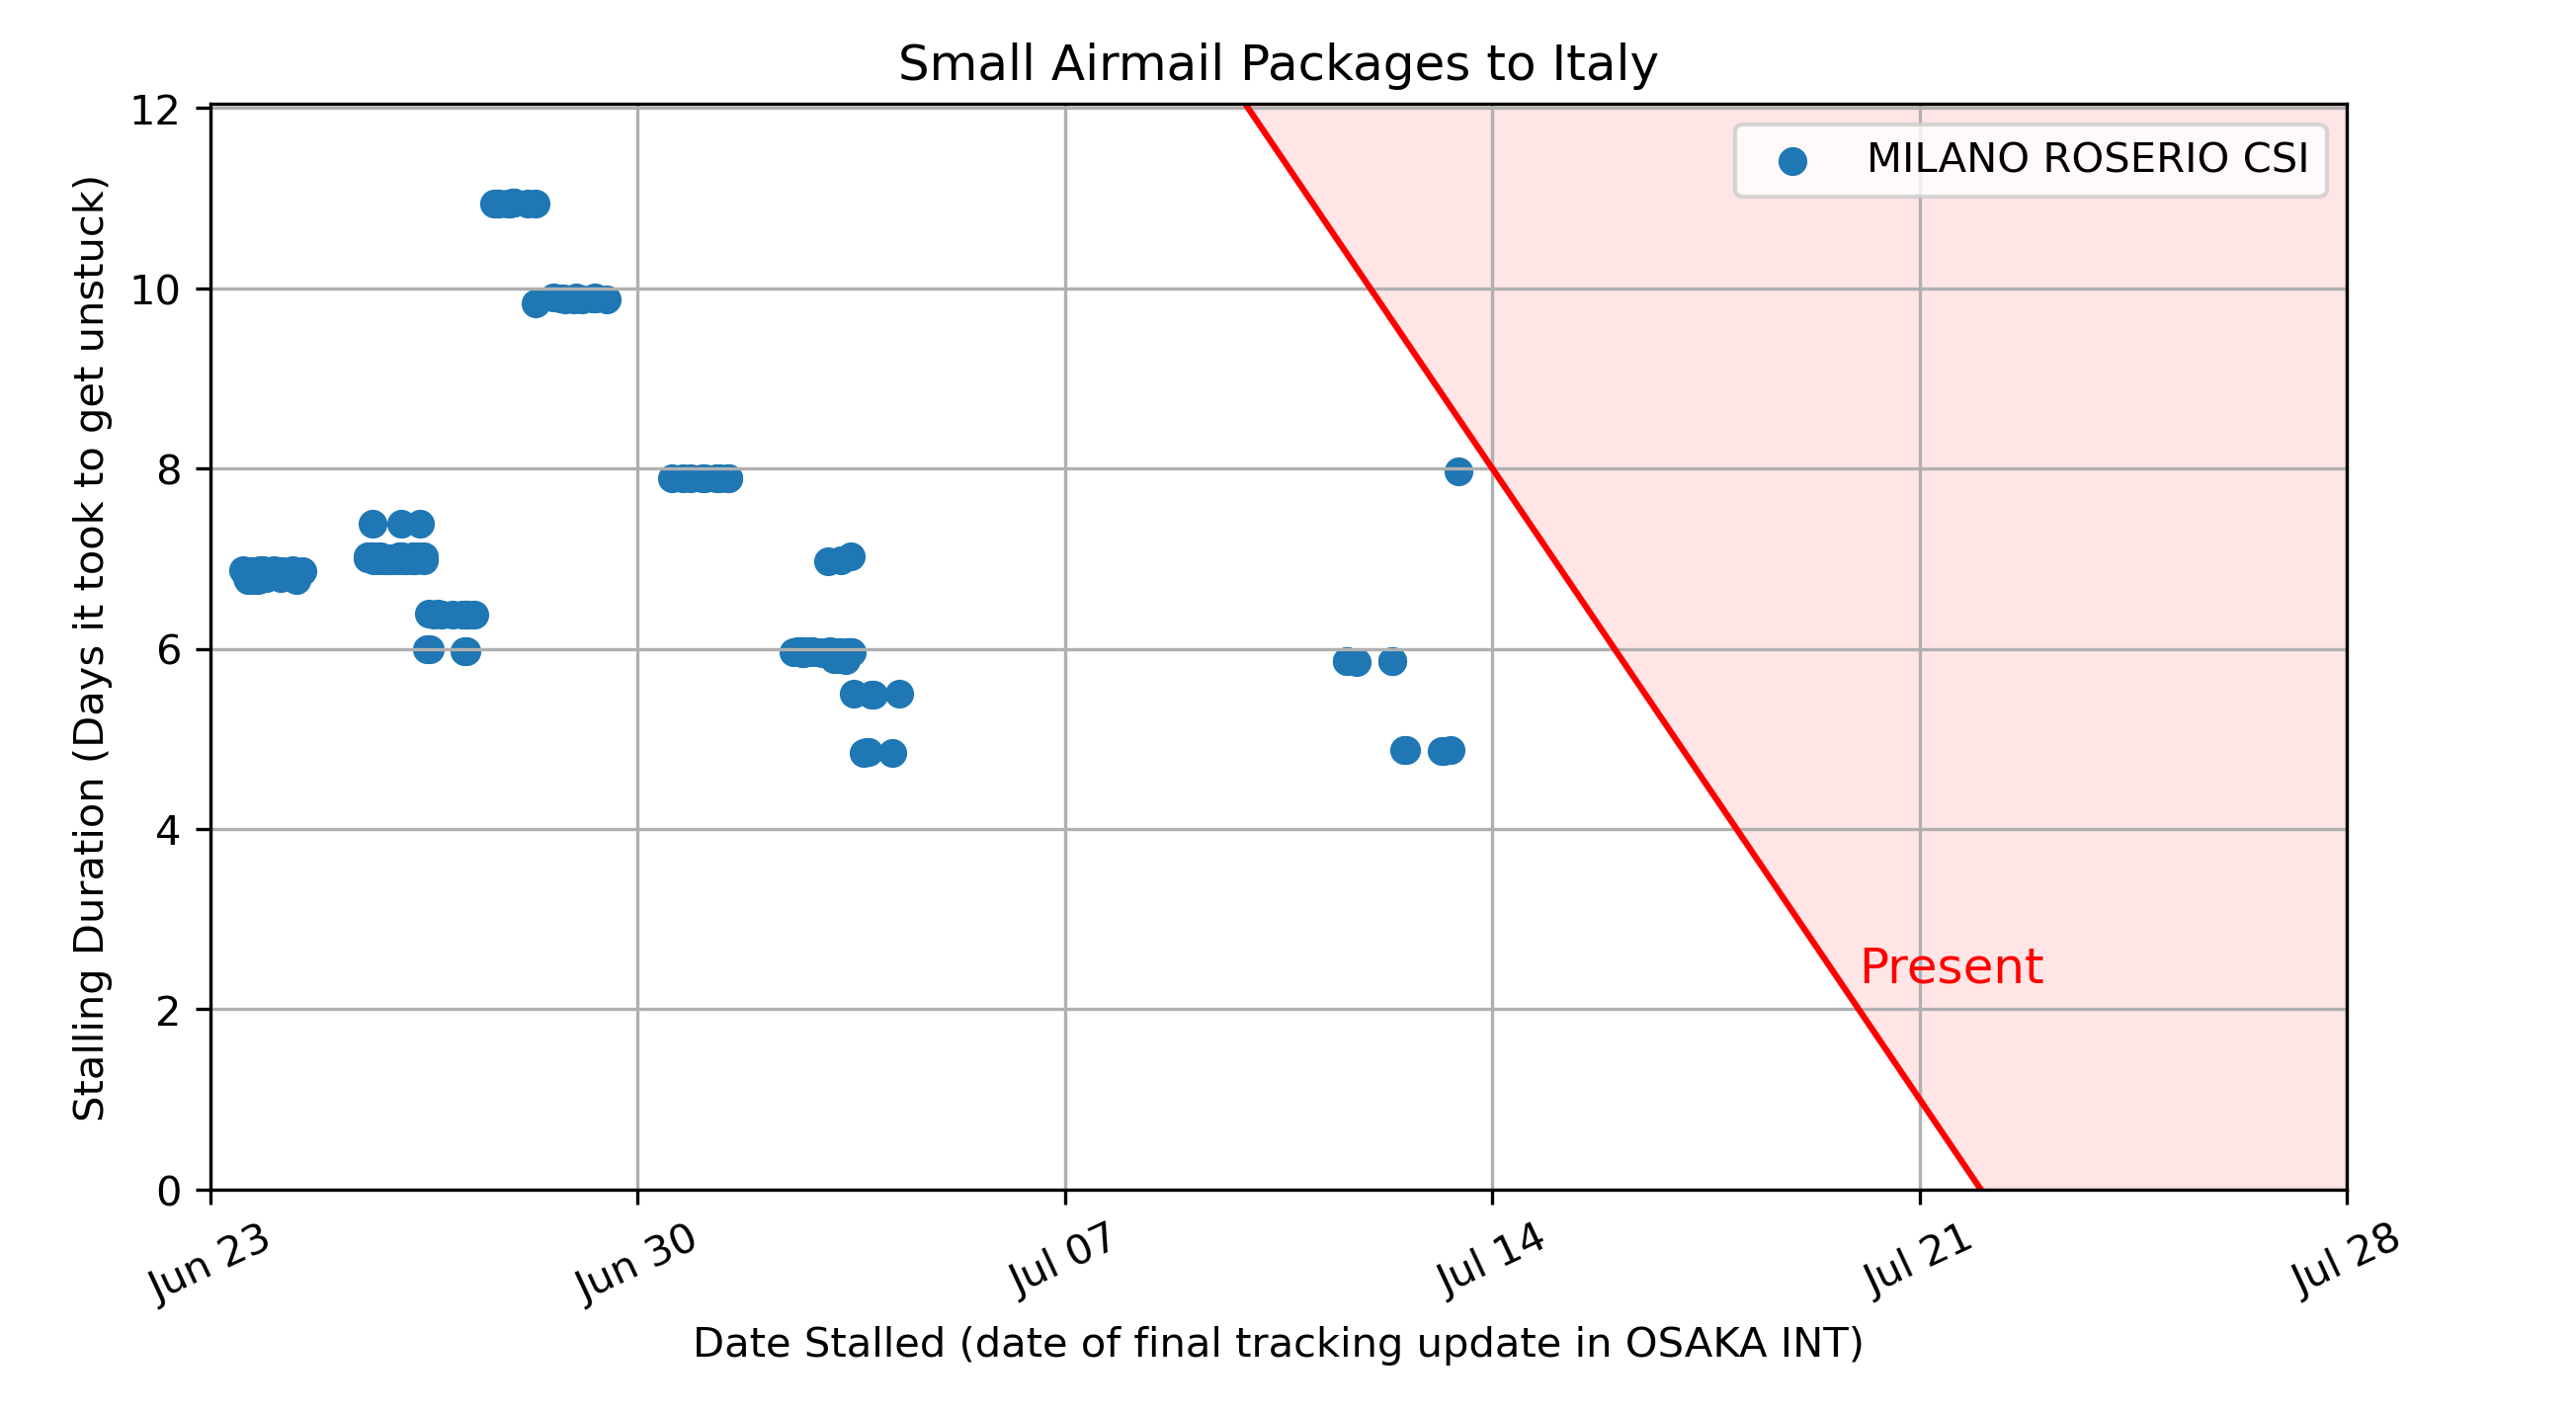 Small Airmail Packages to Italy
MILANO ROSERIO CSI
Stalling Duration (Days it took to get unstuck)
12
10
8
6
4
2
0
Present
Jun 23
Jun 30
Jul 07
Jul 14
Jul 21
Jul 28
Date Stalled (date of final tracking update in OSAKA INT)